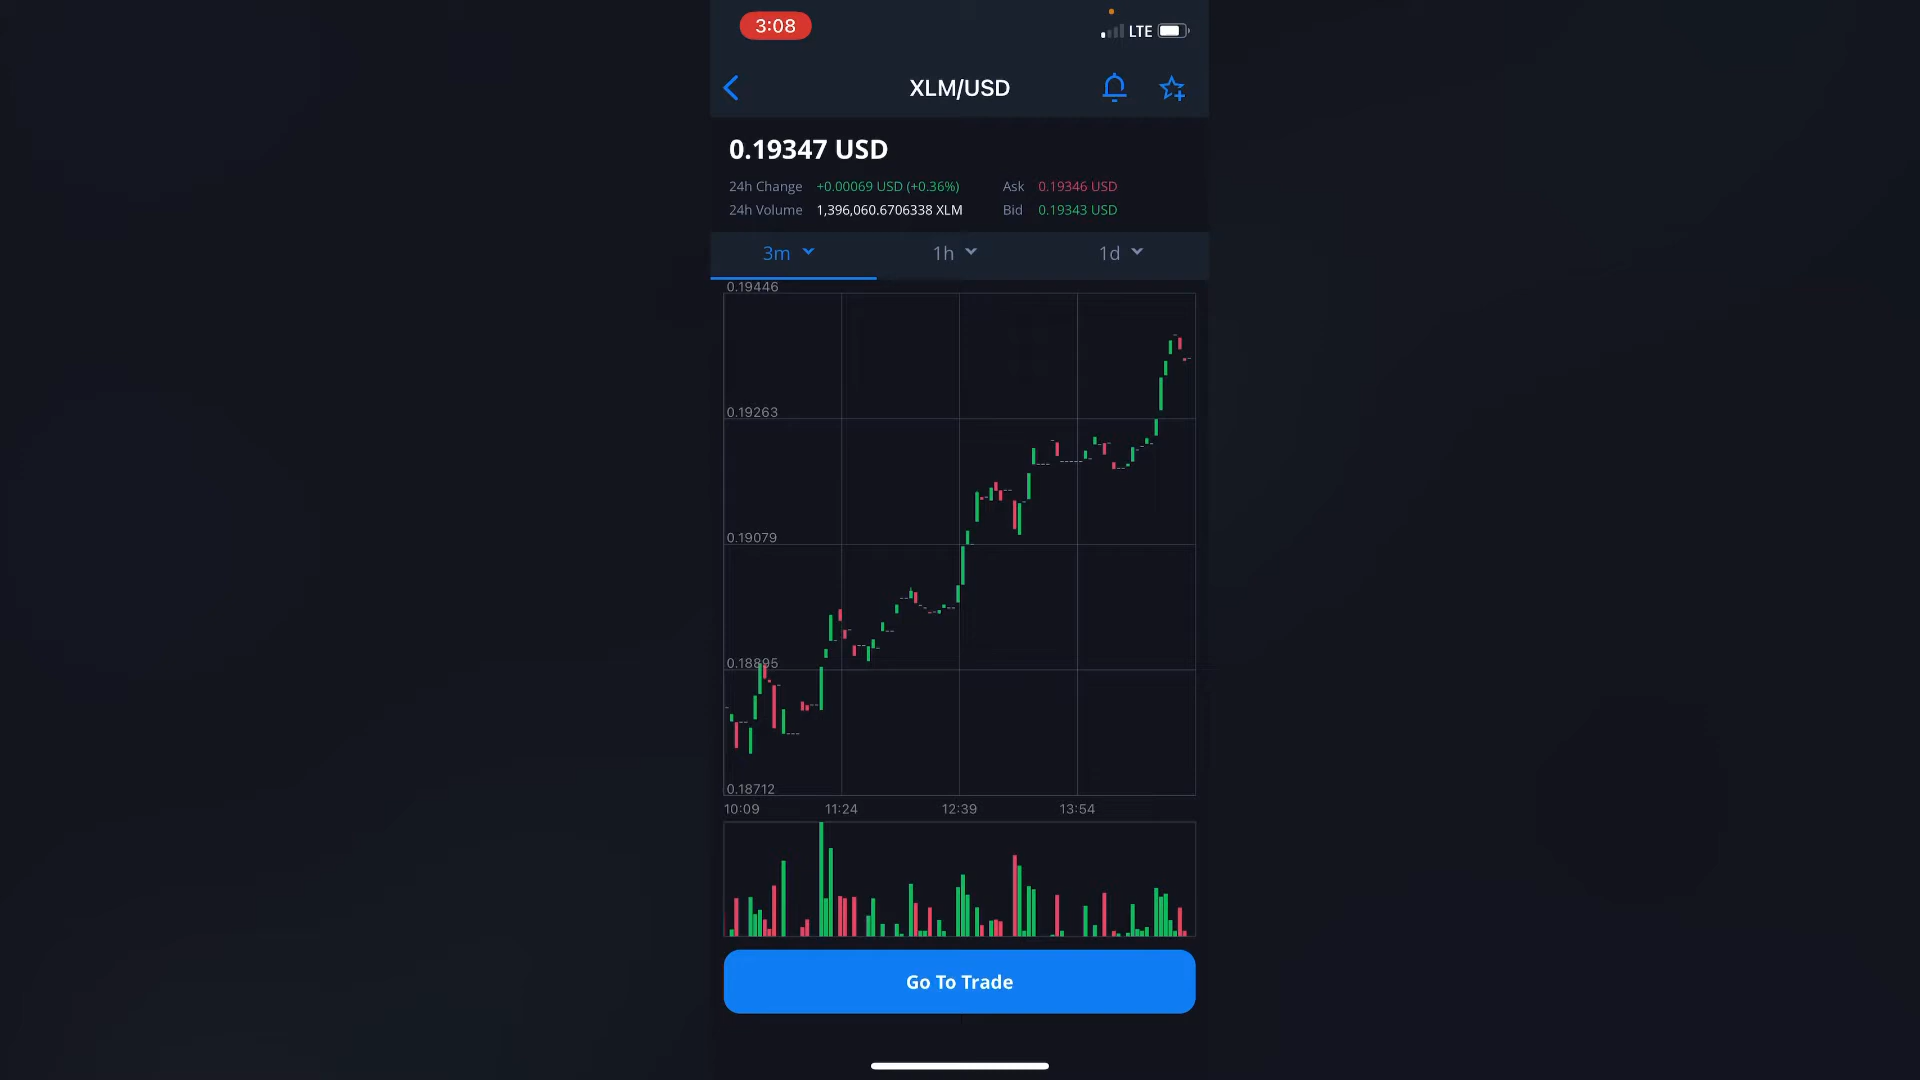 3:08
LTE
XLM/USD
0.19347 USD
24h Change +0.00069 USD (+0.36%) Ask 0.19346 USD
24h Volume 1,396,060.6706338 XLM Bid 0.19343 USD
3m 1h 1d
0.19446
0.19263
0.19079
0.18895
0.18712
10:09 11:24 12:39 13:54
Go To Trade